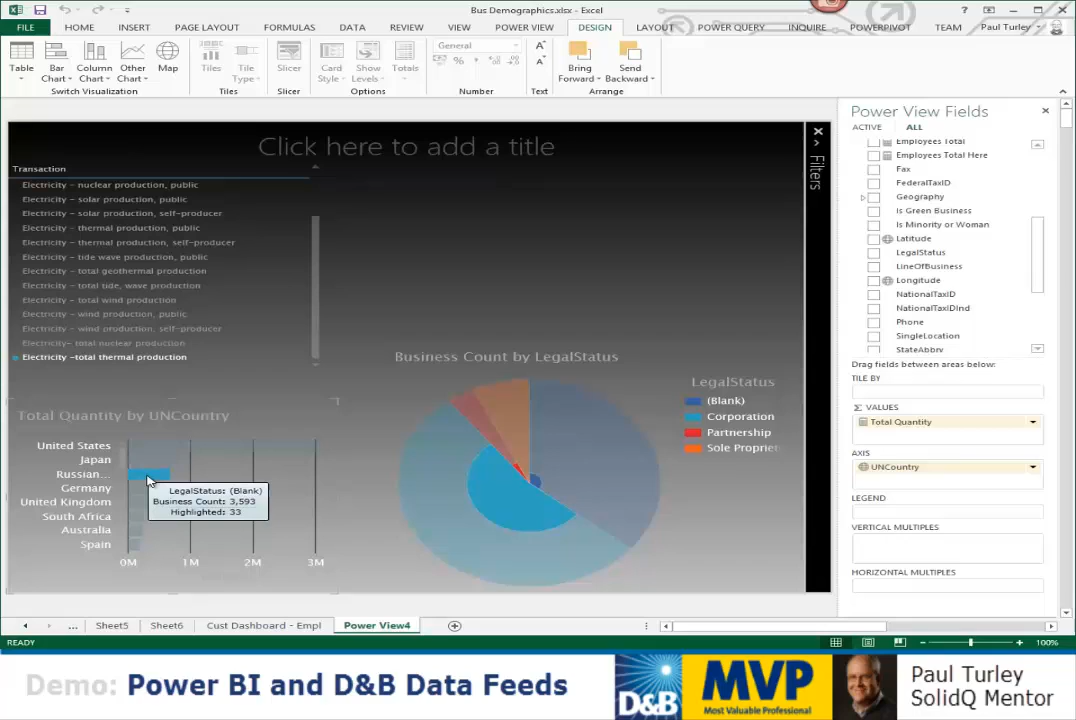 Bus Demographics.xlsx - Excel
FILE HOME INSERT PAGE LAYOUT FORMULAS DATA REVIEW VIEW POWER VIEW DESIGN LAYOUT POWER QUERY INQUIRE POWERPIVOT Paul Turley
Table Bar Chart Column Chart Other Chart Map Tiles Tile Type Slicer Card Style Show Levels Totals General % Bring Forward Send Backward
Switch Visualization Tiles Slicer Options Number Text Arrange
Click here to add a title
Transaction
Electricity - nuclear production, public
Electricity - solar production, public
Electricity - solar production, self-producer
Electricity - thermal production, public
Electricity - thermal production, self-producer
Electricity - tide wave production, public
Electricity - total geothermal production
Electricity - total tide, wave production
Electricity - total wind production
Electricity - wind production, public
Electricity - wind production, self-producer
Electricity- total nuclear production
Electricity -total thermal production
Total Quantity by UNCountry
United States
Japan
Russian...
Germany
United Kingdom
South Africa
Australia
Spain
0M 1M 2M 3M
LegalStatus: (Blank)
Business Count: 3,593
Highlighted: 33
Business Count by LegalStatus
LegalStatus
(Blank)
Corporation
Partnership
Sole Propriet
Filters
Power View Fields
ACTIVE ALL
Employees Total
Employees Total Here
Fax
FederalTaxID
Geography
Is Green Business
Is Minority or Woman
Latitude
LegalStatus
LineOfBusiness
Longitude
NationalTaxID
NationalTaxIDInd
Phone
SingleLocation
StateAbbrv
Drag fields between areas below:
TILE BY
Σ VALUES
Total Quantity
AXIS
UNCountry
LEGEND
VERTICAL MULTIPLES
HORIZONTAL MULTIPLES
... Sheet5 Sheet6 Cust Dashboard - Empl Power View4
READY 100%
Demo: Power BI and D&B Data Feeds
D&B
MVP
Most Valuable Professional
Paul Turley
SolidQ Mentor